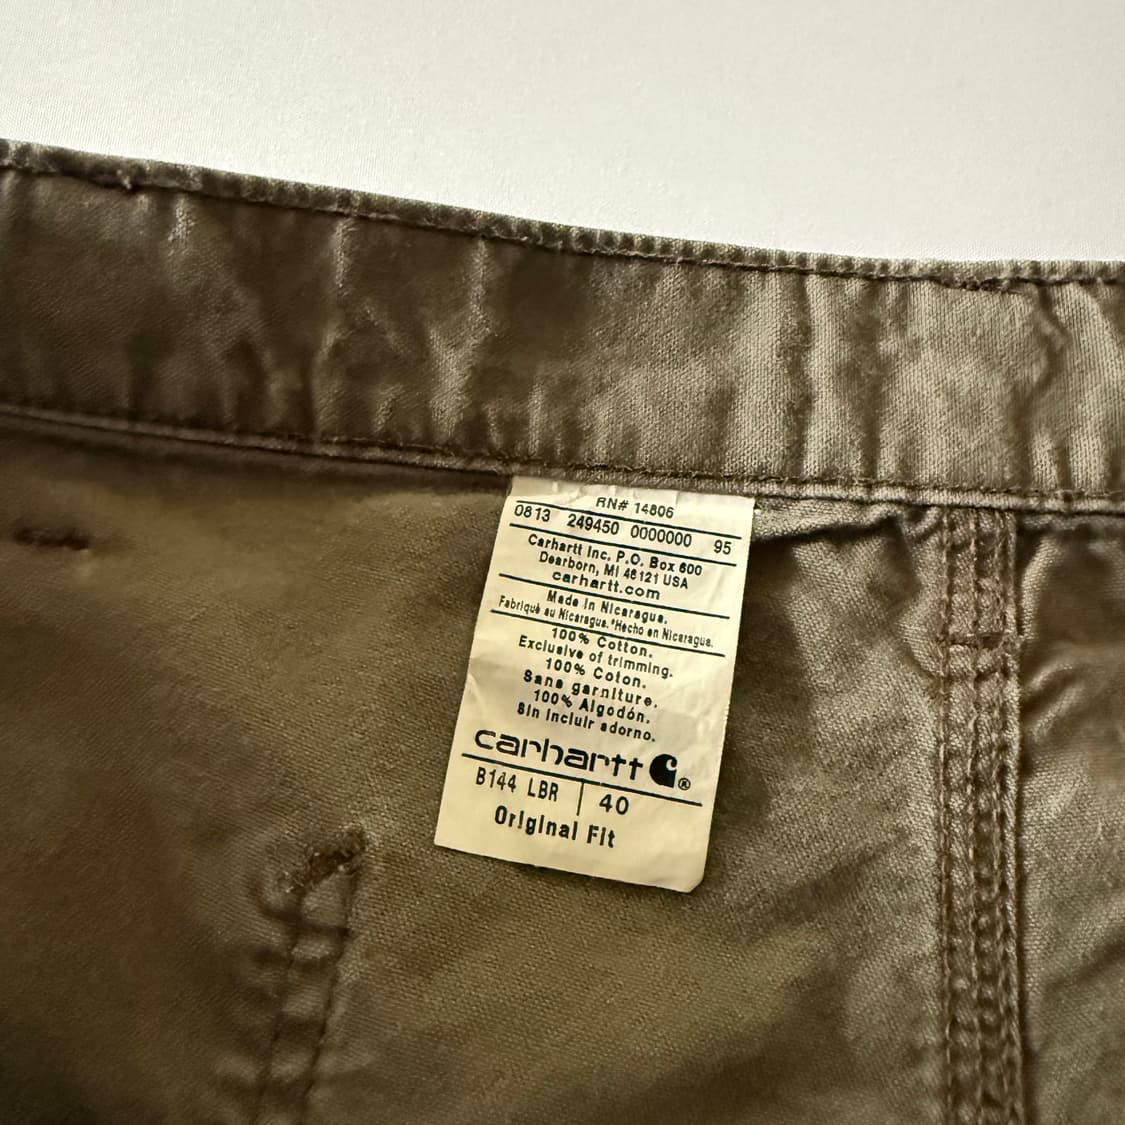 RN# 14806
0813 249450 0000000 95
Carhartt Inc, P.O. Box 600
Dearborn, MI 48121 USA
carhartt.com
Made in Nicaragua.
Fabriqué au Nicaragua.*Hecho en Nicaragua.
100% Cotton.
Exclusive of trimming.
100% Coton.
Sans garniture.
100% Algodón.
Sin incluir adorno.
carhartt ®
B144 LBR | 40
Original Fit